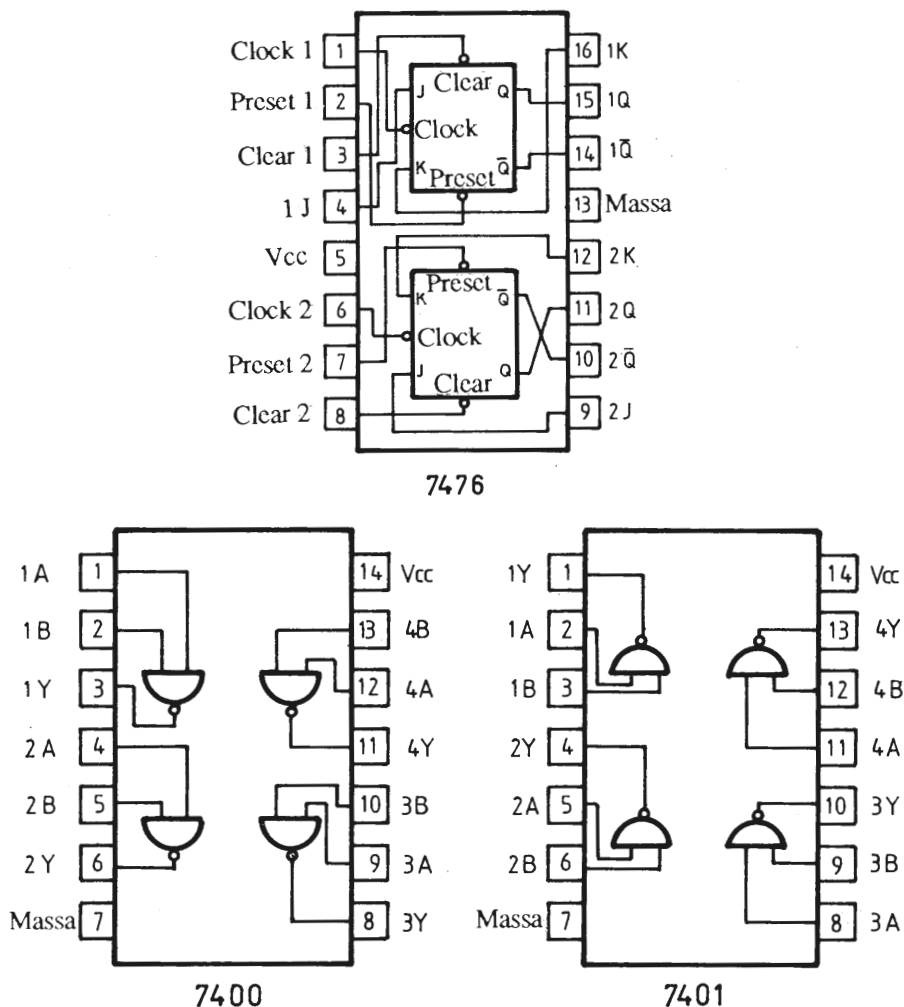 Clock 1 1 16 1K
Clear
J Q
Preset 1 2 15 1Q
Clock
Clear 1 3 14 1Q̅
K Q̅
Preset
1 J 4 13 Massa
Vcc 5 12 2K
Preset
K Q̅
Clock 2 6 11 2Q
Clock
Preset 2 7 10 2Q̅
J Q
Clear
Clear 2 8 9 2J
7476
1A 1 14 Vcc
1B 2 13 4B
1Y 3 12 4A
2A 4 11 4Y
2B 5 10 3B
2Y 6 9 3A
Massa 7 8 3Y
7400
1Y 1 14 Vcc
1A 2 13 4Y
1B 3 12 4B
2Y 4 11 4A
2A 5 10 3Y
2B 6 9 3B
Massa 7 8 3A
7401